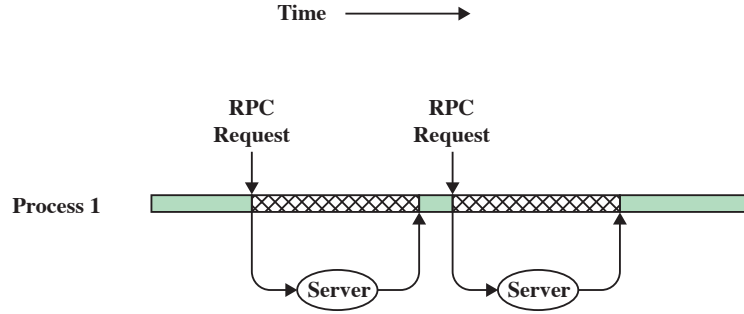 Time
RPC
Request
RPC
Request
Process 1
Server
Server